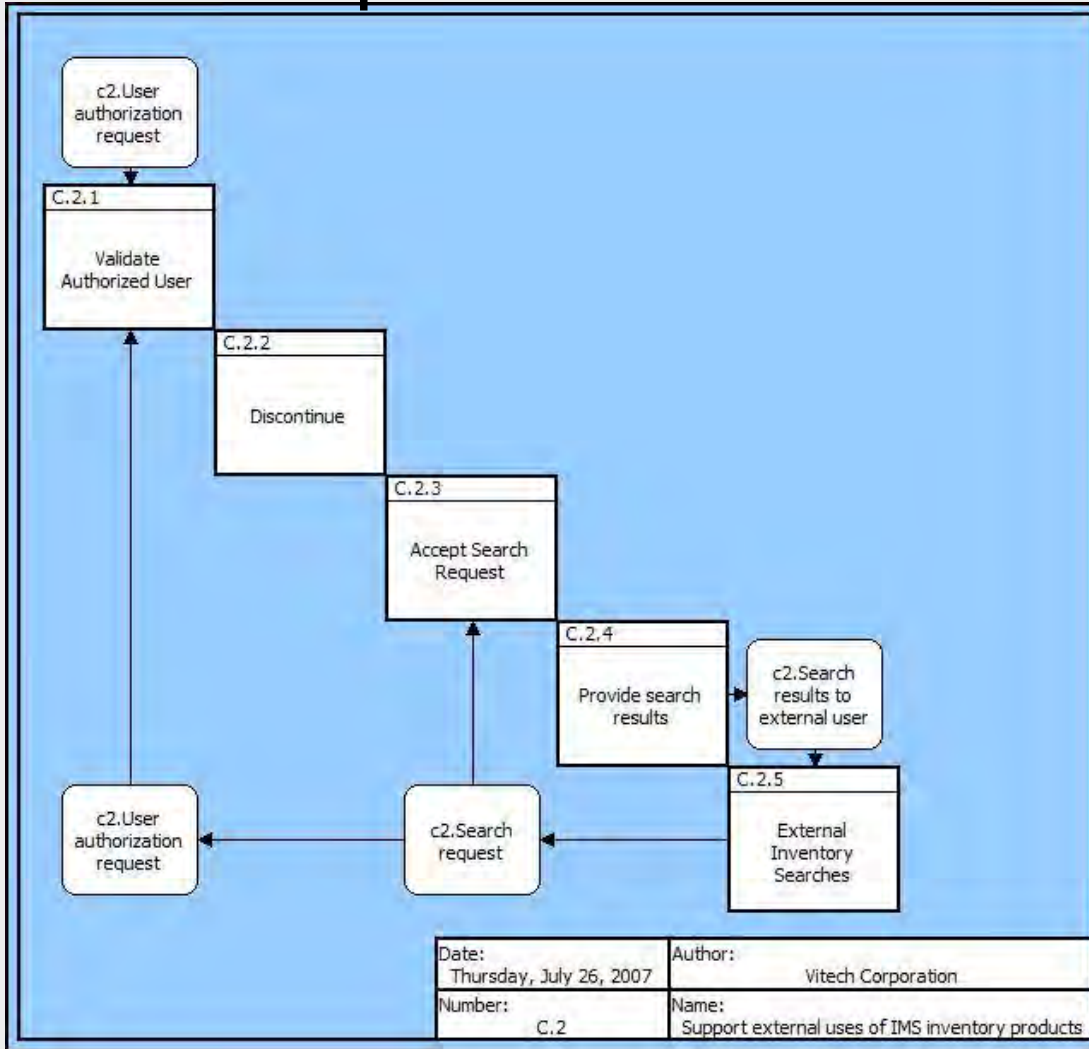 c2.User
authorization
request
C.2.1
Validate
Authorized User
C.2.2
Discontinue
C.2.3
Accept Search
Request
C.2.4
Provide search
results
c2.Search
results to
external user
C.2.5
External
Inventory
Searches
c2.User
authorization
request
c2.Search
request
Date:
Thursday, July 26, 2007
Author:
Vitech Corporation
Number:
C.2
Name:
Support external uses of IMS inventory products